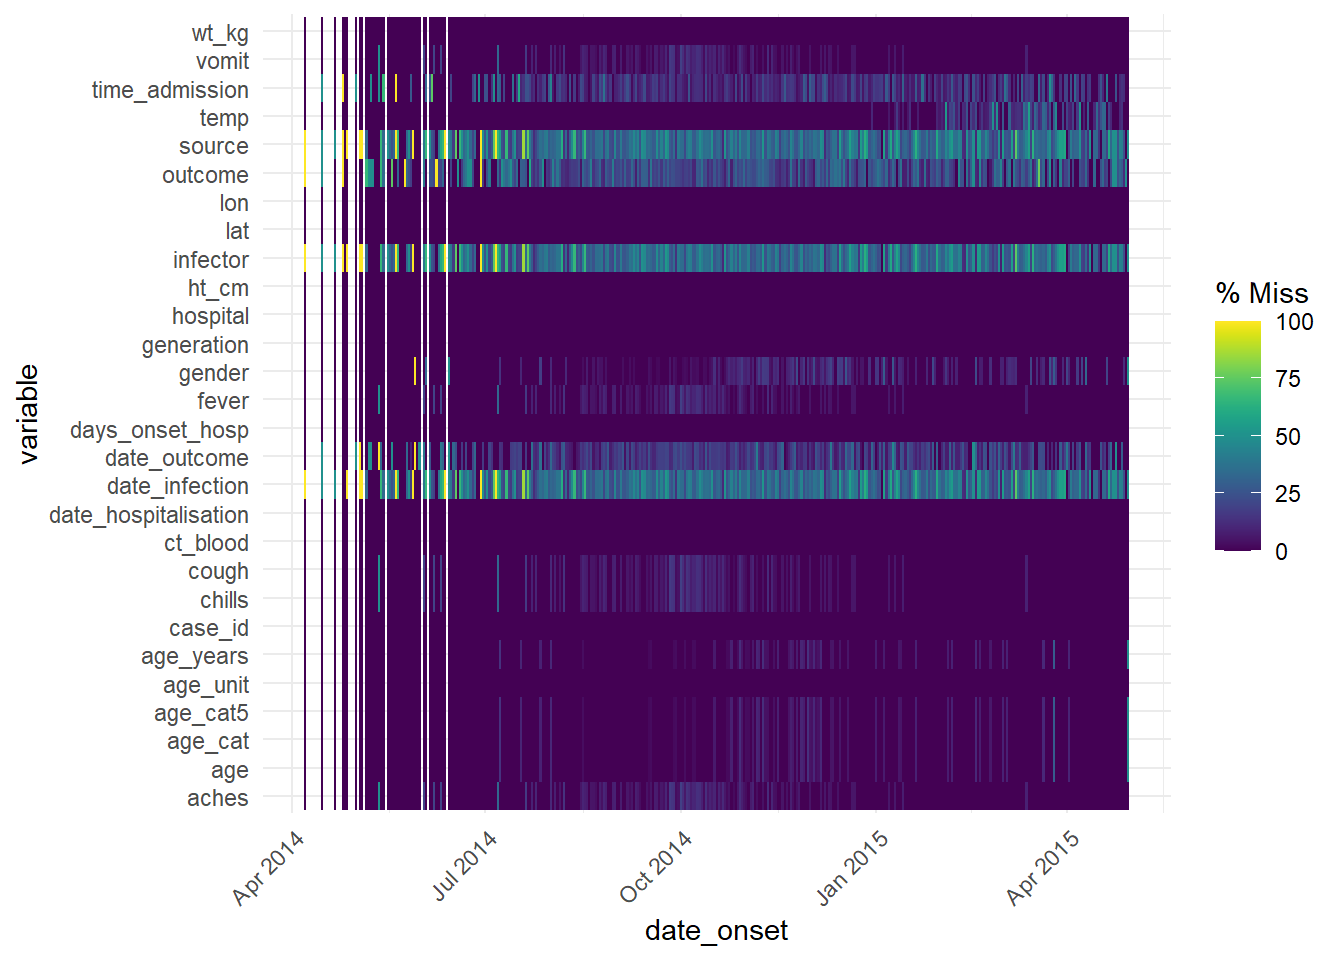 wt_kg
vomit
time_admission
temp
source
outcome
lon
lat
infector
ht_cm
hospital
generation
gender
fever
days_onset_hosp
date_outcome
date_infection
date_hospitalisation
ct_blood
cough
chills
case_id
age_years
age_unit
age_cat5
age_cat
age
aches
variable
Apr 2014
Jul 2014
Oct 2014
Jan 2015
Apr 2015
date_onset
% Miss
100
75
50
25
0